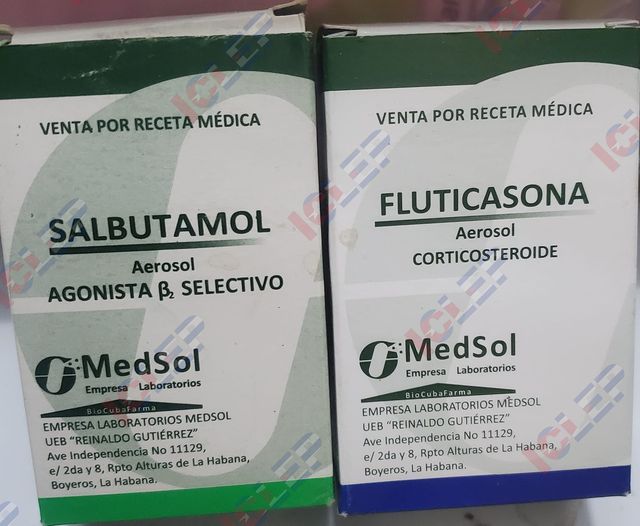 VENTA POR RECETA MÉDICA
SALBUTAMOL
Aerosol
AGONISTA β₂ SELECTIVO
MedSol
Empresa Laboratorios
BioCubaFarma
EMPRESA LABORATORIOS MEDSOL
UEB "REINALDO GUTIÉRREZ"
Ave Independencia No 11129,
e/ 2da y 8, Rpto Alturas de La Habana,
Boyeros, La Habana.
VENTA POR RECETA MÉDICA
FLUTICASONA
Aerosol
CORTICOSTEROIDE
MedSol
Empresa Laboratorios
BioCubaFarma
EMPRESA LABORATORIOS MEDSOL
UEB "REINALDO GUTIÉRREZ"
Ave Independencia No 11129,
e/ 2da y 8, Rpto Alturas de La Habana,
Boyeros, La Habana.